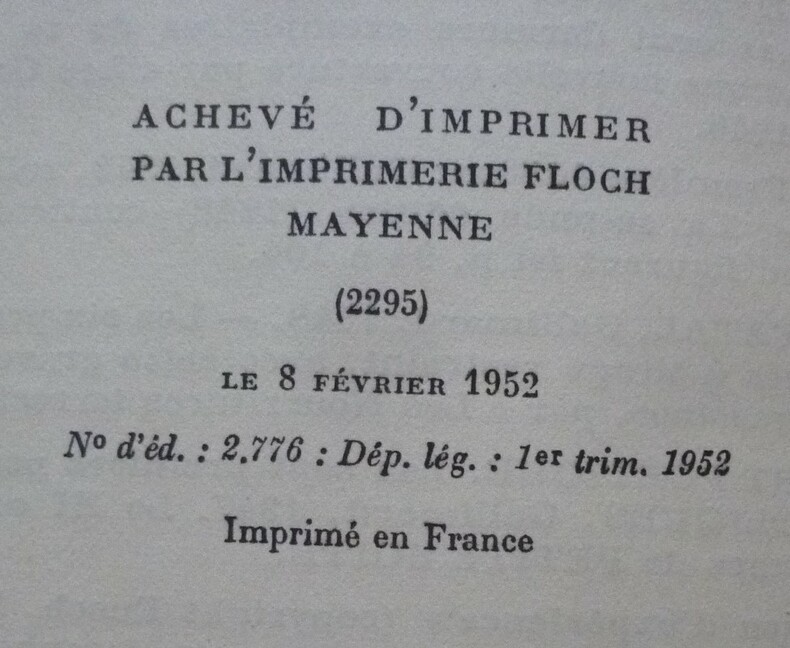 ACHEVÉ D'IMPRIMER
PAR L'IMPRIMERIE FLOCH
MAYENNE
(2295)
LE 8 FÉVRIER 1952
Nº d'éd. : 2.776 : Dép. lég. : 1er trim. 1952
Imprimé en France